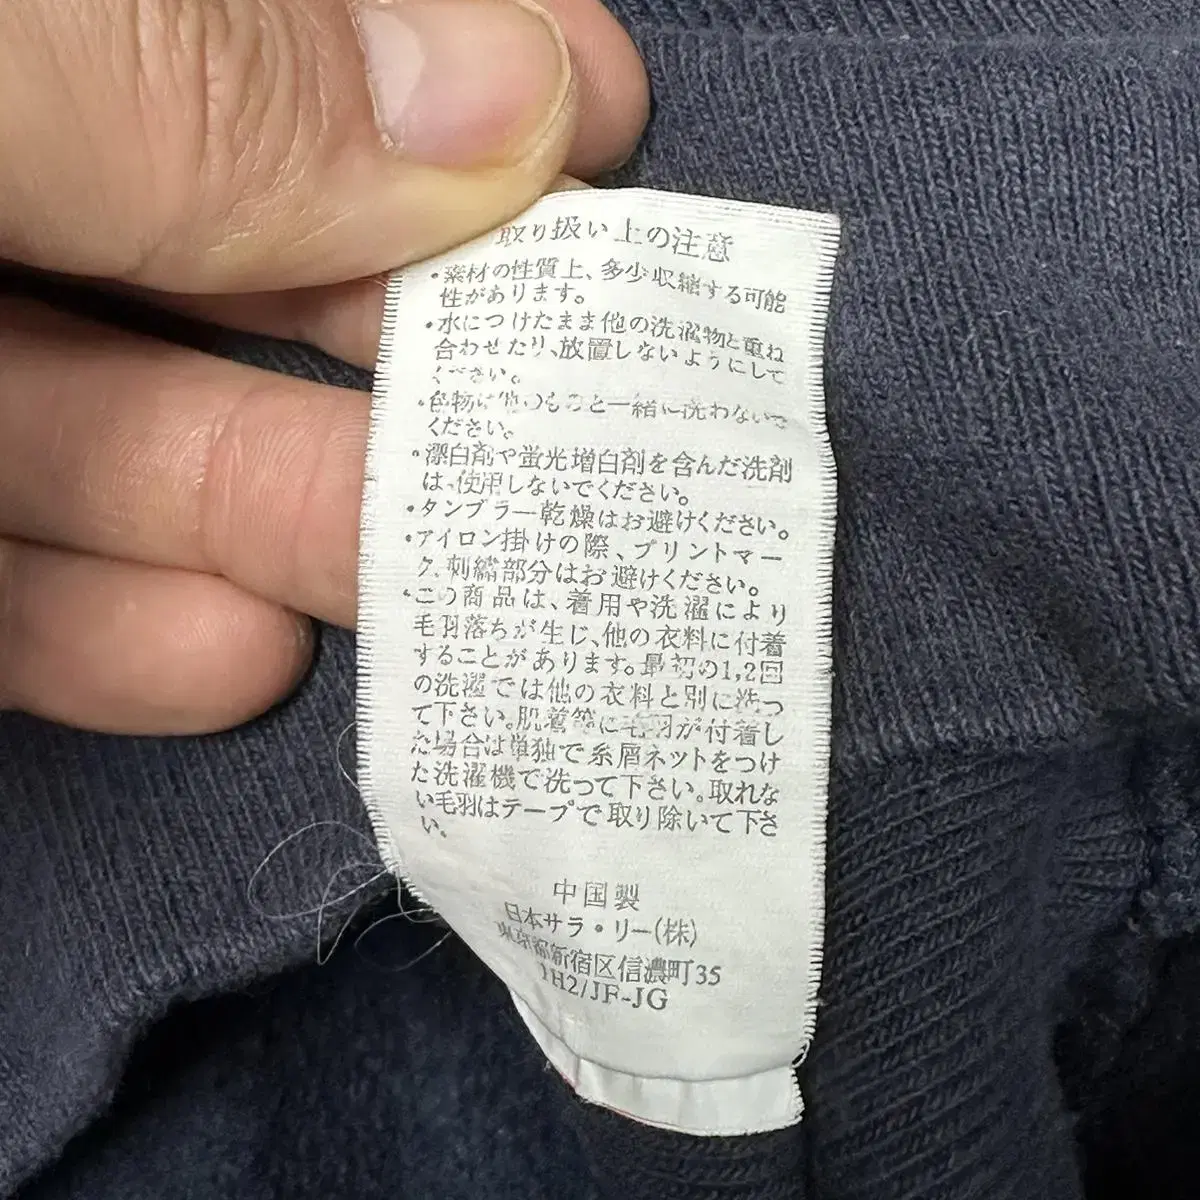 取り扱い上の注意
・素材の性質上、多少収縮する可能
性があります。
・水につけたまま他の洗濯物と重ね
合わせたり、放置しないようにして
ください。
・色物は他のものと一緒に洗わないで
ください。
・漂白剤や蛍光増白剤を含んだ洗剤
は、使用しないでください。
・タンブラー乾燥はお避けください。
・アイロン掛けの際、プリントマー
ク、刺繍部分はお避けください。
・この商品は、着用や洗濯により
毛羽落ちが生じ、他の衣料に付着
することがあります。最初の1,2回
の洗濯では他の衣料と別に洗っ
て下さい。肌着等に毛羽が付着し
た場合は単独で糸屑ネットをつけ
た洗濯機で洗って下さい。取れな
い毛羽はテープで取り除いて下さ
い。
中国製
日本サラ・リー(株)
東京都新宿区信濃町35
1H2/JF-JG